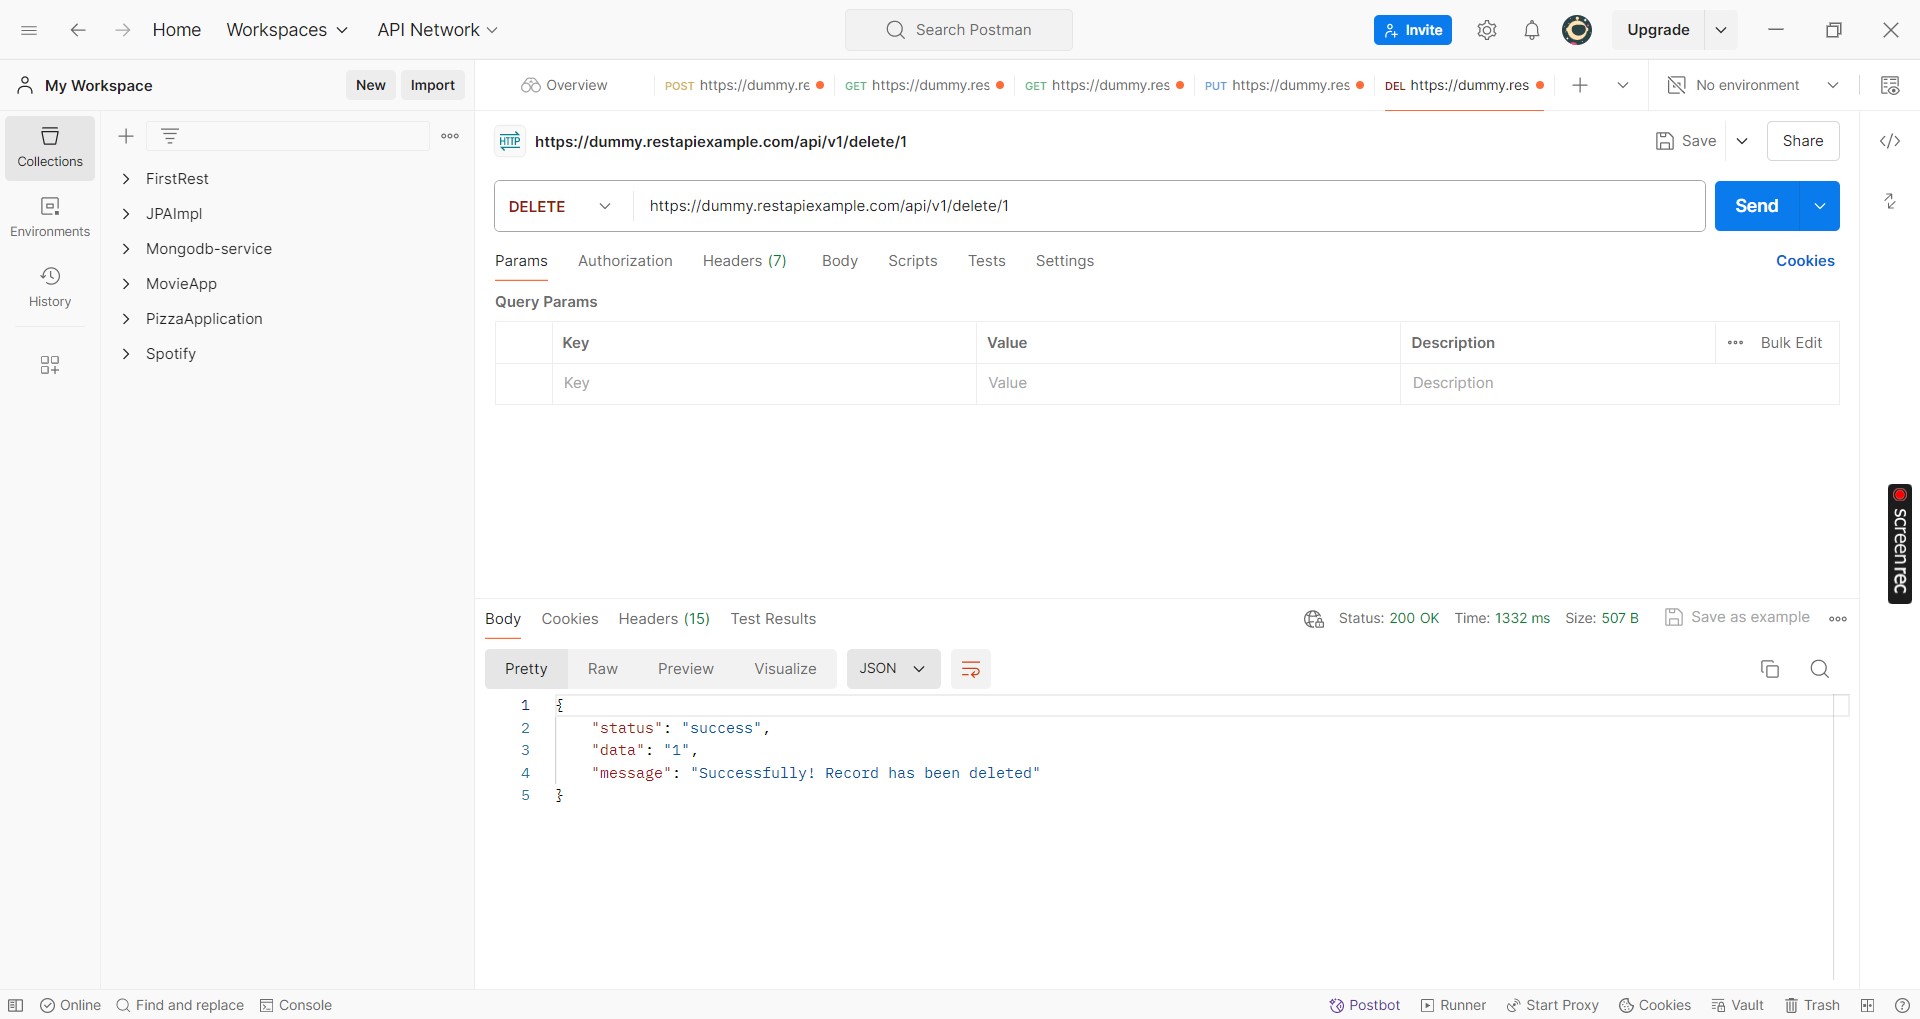 Home Workspaces API Network Search Postman Invite Upgrade
My Workspace New Import Overview POST https://dummy.re GET https://dummy.res GET https://dummy.res PUT https://dummy.res DEL https://dummy.res No environment
Collections
Environments
History
FirstRest
JPAImpl
Mongodb-service
MovieApp
PizzaApplication
Spotify
HTTP https://dummy.restapiexample.com/api/v1/delete/1 Save Share
DELETE https://dummy.restapiexample.com/api/v1/delete/1 Send
Params Authorization Headers (7) Body Scripts Tests Settings Cookies
Query Params
Key Value Description Bulk Edit
Key Value Description
screenrec
Body Cookies Headers (15) Test Results Status: 200 OK Time: 1332 ms Size: 507 B Save as example
Pretty Raw Preview Visualize JSON
1 {
2 "status": "success",
3 "data": "1",
4 "message": "Successfully! Record has been deleted"
5 }
Online Find and replace Console Postbot Runner Start Proxy Cookies Vault Trash